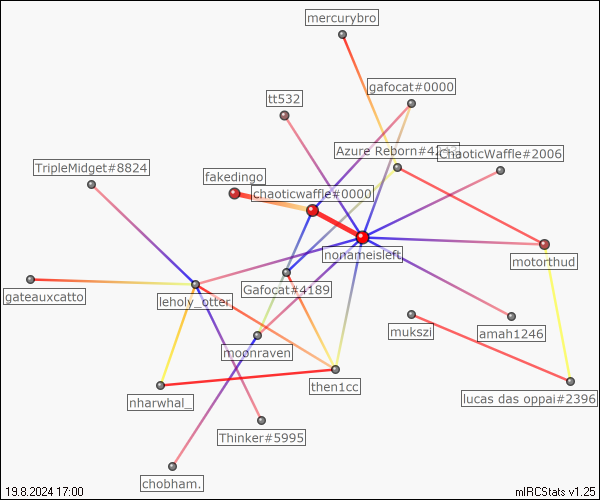 mercurybro
gafocat#0000
tt532
Azure Reborn#4
ChaoticWaffle#2006
TripleMidget#8824
fakedingo
chaoticwaffle#0000
nonameisleft
motorthud
Gafocat#4189
gateauxcatto
leholy_otter
mukszi
amah1246
moonraven
then1cc
nharwhal_
lucas das oppai#2396
Thinker#5995
chobham.
19.8.2024 17:00
mIRCStats v1.25